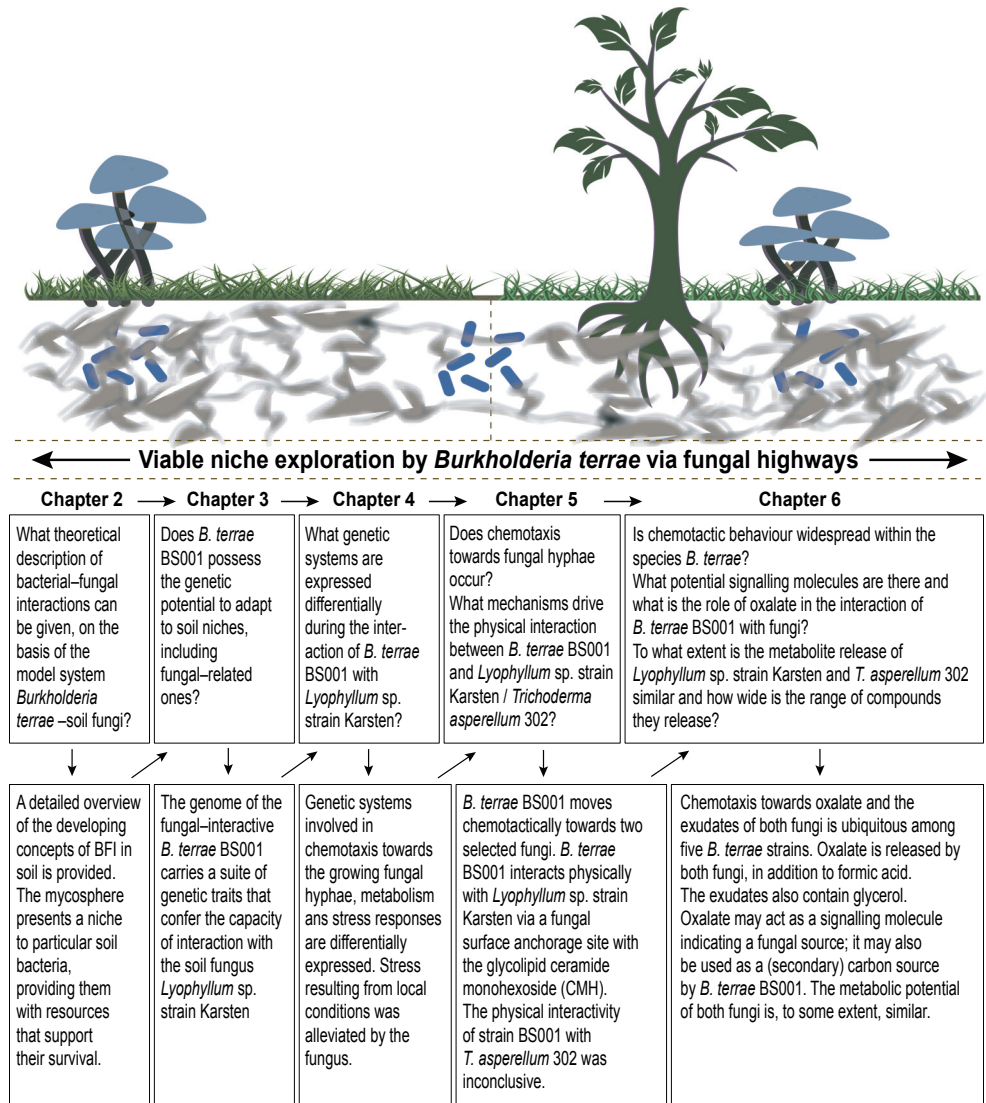 Viable niche exploration by Burkholderia terrae via fungal highways
Chapter 2
Chapter 3
Chapter 4
Chapter 5
Chapter 6
What theoretical
description of
bacterial–fungal
interactions can
be given, on the
basis of the
model system
Burkholderia
terrae –soil fungi?
Does B. terrae
BS001 possess
the genetic
potential to adapt
to soil niches,
including
fungal–related
ones?
What genetic
systems are
expressed
differentially
during the inter-
action of B. terrae
BS001 with
Lyophyllum sp.
strain Karsten?
Does chemotaxis
towards fungal hyphae
occur?
What mechanisms drive
the physical interaction
between B. terrae BS001
and Lyophyllum sp. strain
Karsten / Trichoderma
asperellum 302?
Is chemotactic behaviour widespread within the
species B. terrae?
What potential signalling molecules are there and
what is the role of oxalate in the interaction of
B. terrae BS001 with fungi?
To what extent is the metabolite release of
Lyophyllum sp. strain Karsten and T. asperellum 302
similar and how wide is the range of compounds
they release?
A detailed overview
of the developing
concepts of BFI in
soil is provided.
The mycosphere
presents a niche
to particular soil
bacteria,
providing them
with resources
that support
their survival.
The genome of the
fungal–interactive
B. terrae BS001
carries a suite of
genetic traits that
confer the capacity
of interaction with
the soil fungus
Lyophyllum sp.
strain Karsten
Genetic systems
involved in
chemotaxis towards
the growing fungal
hyphae, metabolism
ans stress responses
are differentially
expressed. Stress
resulting from local
conditions was
alleviated by the
fungus.
B. terrae BS001 moves
chemotactically towards two
selected fungi. B. terrae
BS001 interacts physically
with Lyophyllum sp. strain
Karsten via a fungal
surface anchorage site with
the glycolipid ceramide
monohexoside (CMH).
The physical interactivity
of strain BS001 with
T. asperellum 302 was
inconclusive.
Chemotaxis towards oxalate and the
exudates of both fungi is ubiquitous among
five B. terrae strains. Oxalate is released by
both fungi, in addition to formic acid.
The exudates also contain glycerol.
Oxalate may act as a signalling molecule
indicating a fungal source; it may also
be used as a (secondary) carbon source
by B. terrae BS001. The metabolic potential
of both fungi is, to some extent, similar.